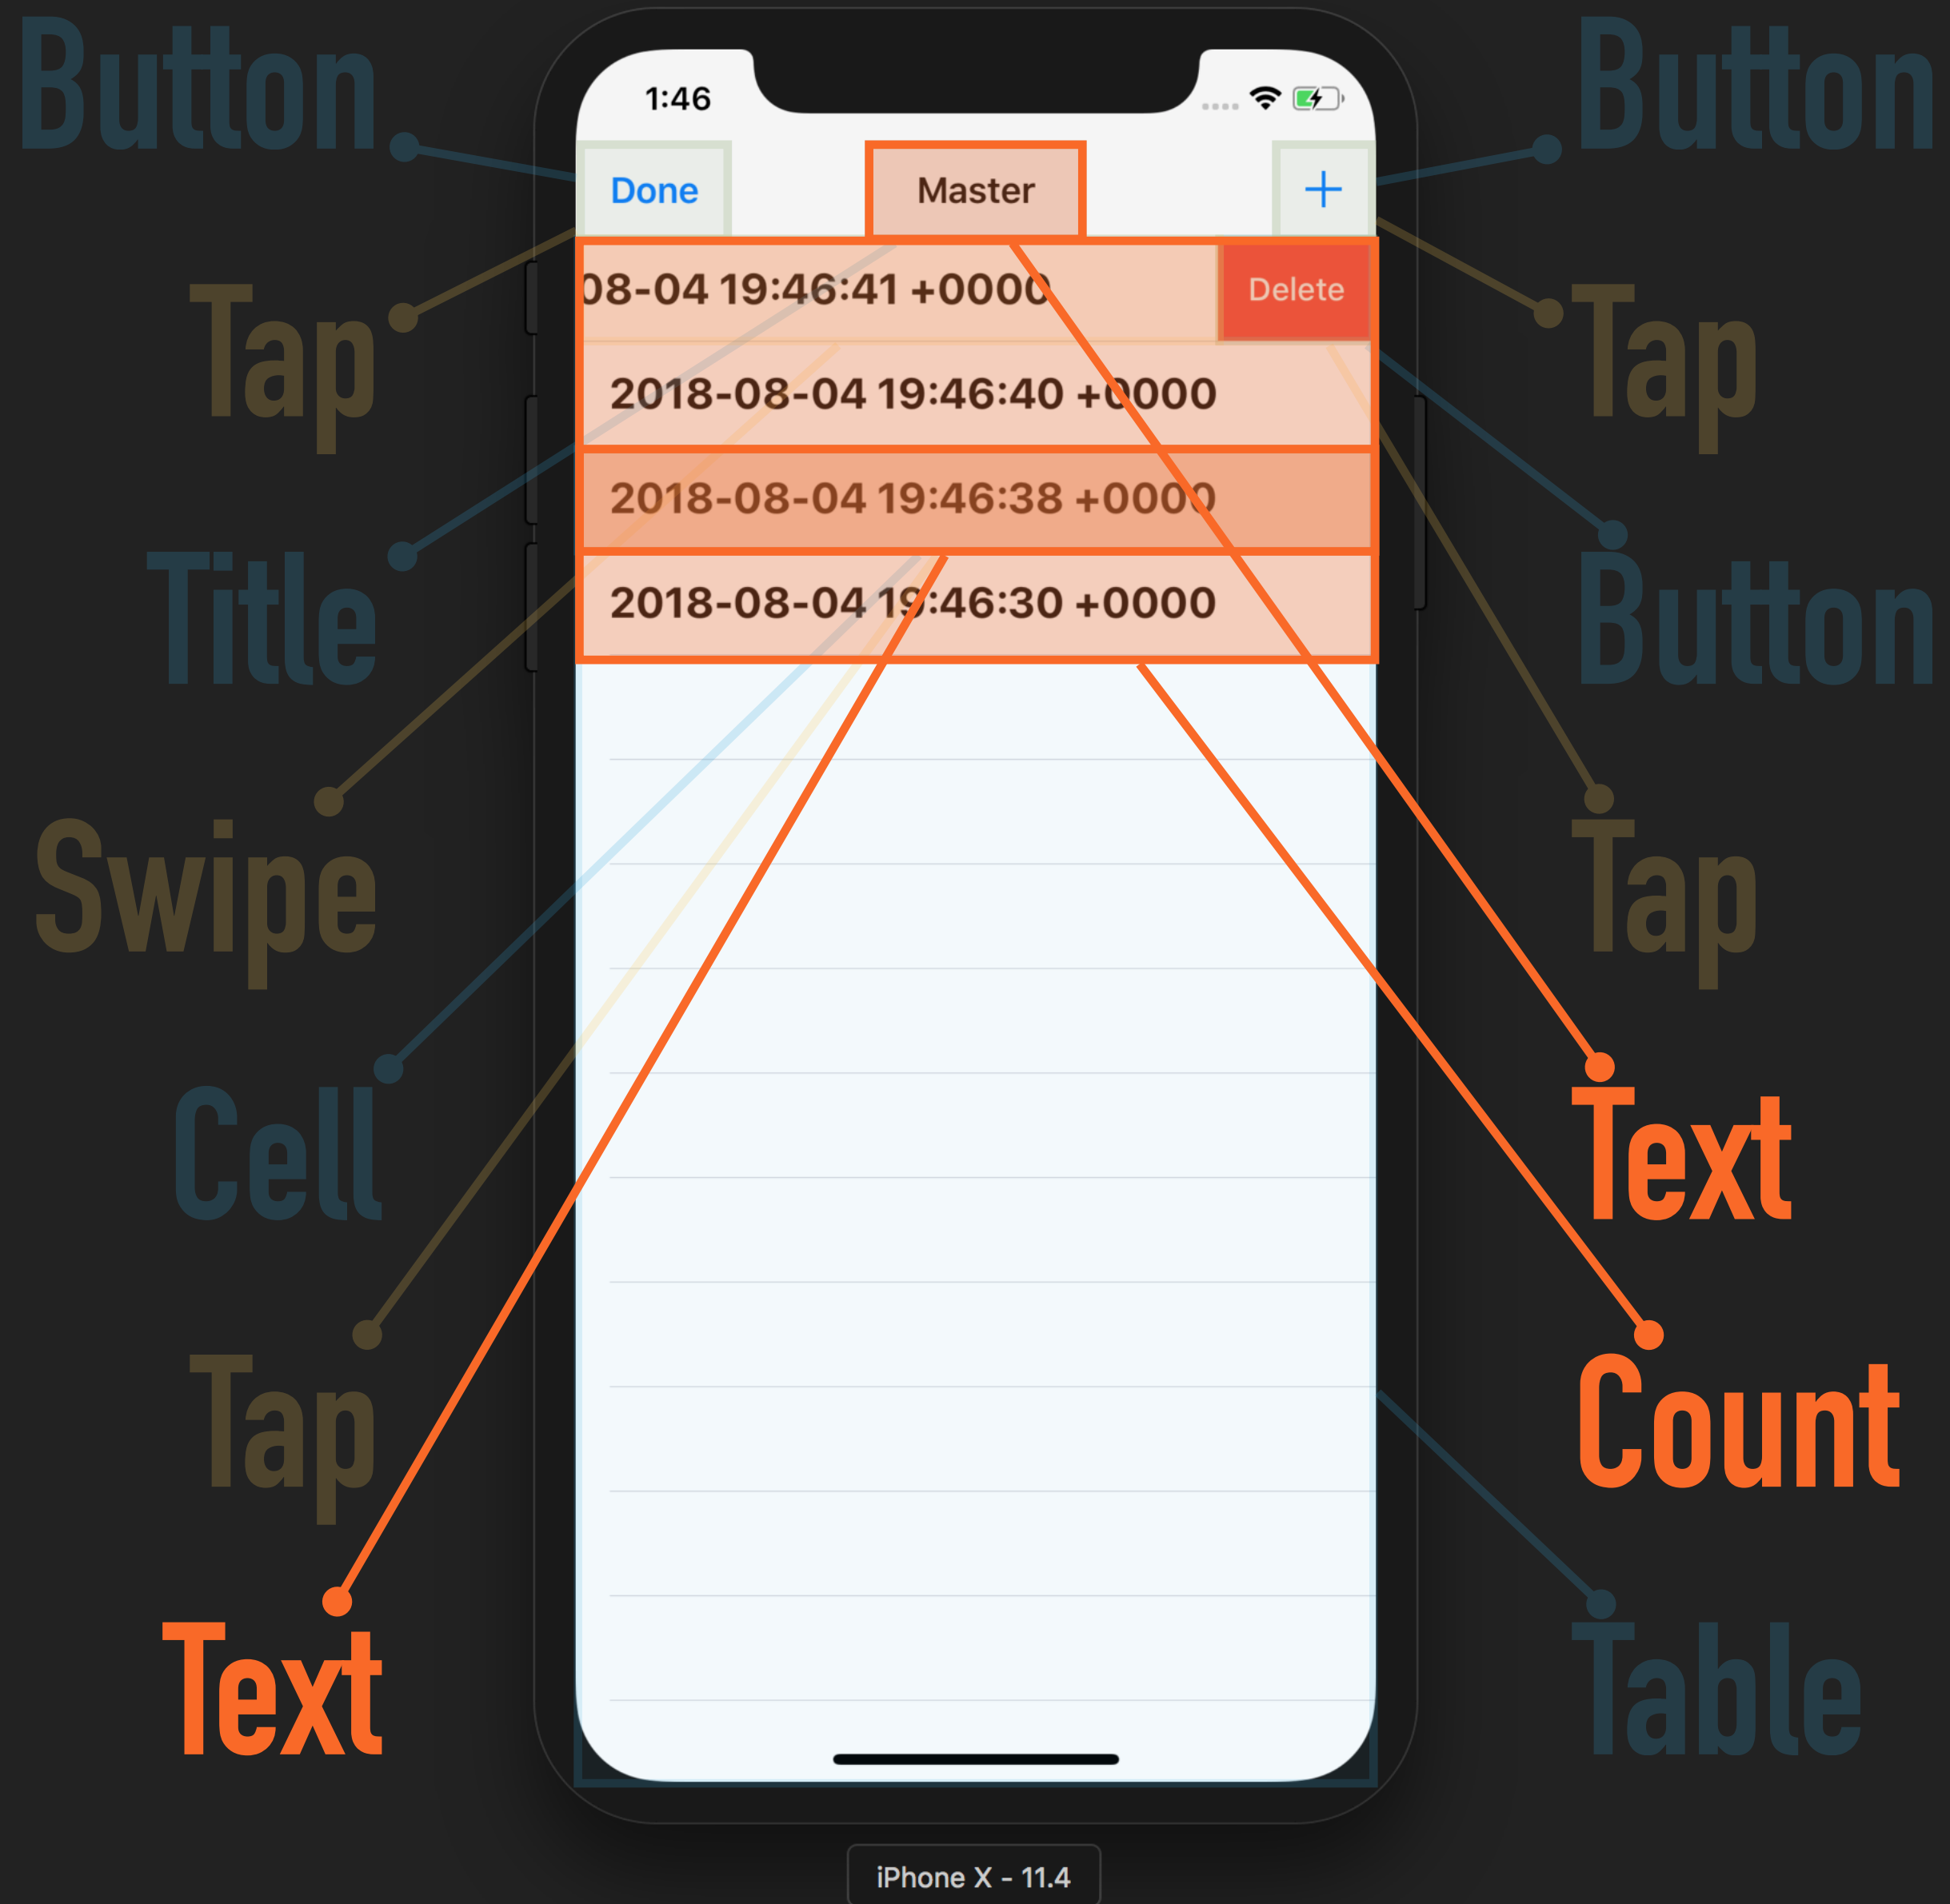 Button
Tap
Title
Swipe
Cell
Tap
Text
1:46
Done
Master
+
08-04 19:46:41 +0000
Delete
2018-08-04 19:46:40 +0000
2018-08-04 19:46:38 +0000
2018-08-04 19:46:30 +0000
Button
Tap
Button
Tap
Text
Count
Table
iPhone X - 11.4